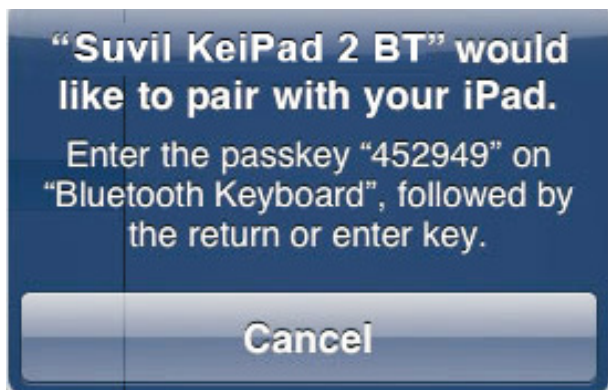 “Suvil KeiPad 2 BT” would
like to pair with your iPad.
Enter the passkey “452949” on
“Bluetooth Keyboard”, followed by
the return or enter key.
Cancel